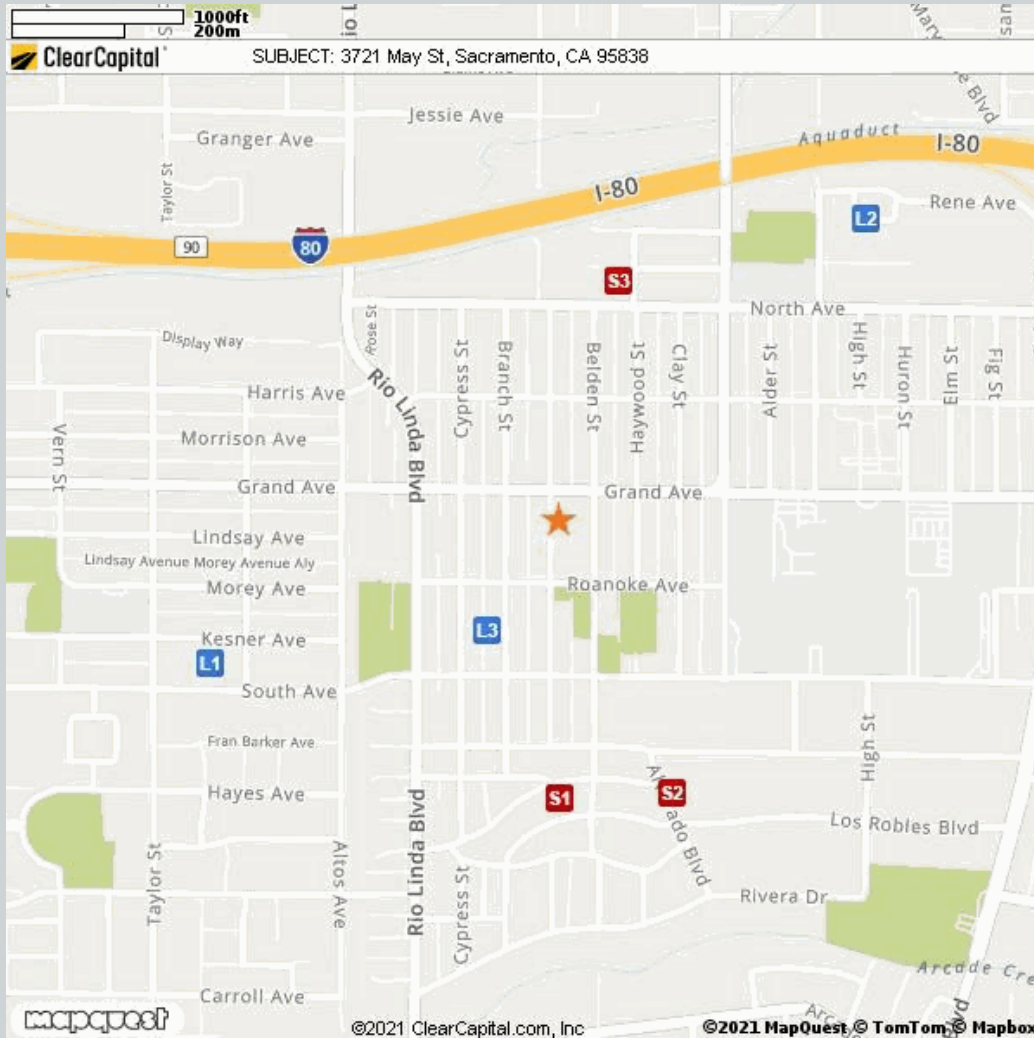 1000ft
200m
ClearCapital
SUBJECT: 3721 May St, Sacramento, CA 95838
Jessie Ave
Granger Ave
Aquaduct
I-80
I-80
Taylor St
Rene Ave
L2
90
80
S3
North Ave
Rose St
Display Way
Cypress St
Branch St
Belden St
Haywood St
Clay St
Alder St
High St
Huron St
Elm St
Fig St
Harris Ave
Rio Linda Blvd
Vern St
Morrison Ave
Grand Ave
Grand Ave
Lindsay Ave
Lindsay Avenue Morey Avenue Aly
Morey Ave
Roanoke Ave
Kesner Ave
L3
L1
South Ave
Fran Barker Ave
High St
Hayes Ave
S1
S2
Rio Linda Blvd
Los Robles Blvd
Taylor St
Altos Ave
Cypress St
Rivera Dr
Arcade Cre
Carroll Ave
Blvd
mapquest
©2021 ClearCapital.com, Inc
©2021 MapQuest © TomTom © Mapbox